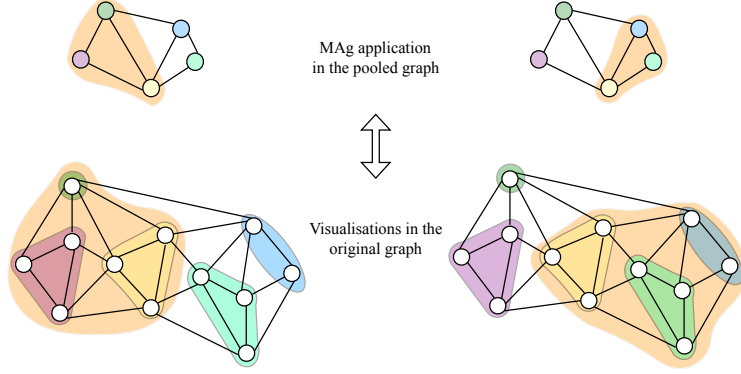 MAg application
in the pooled graph
Visualisations in the
original graph